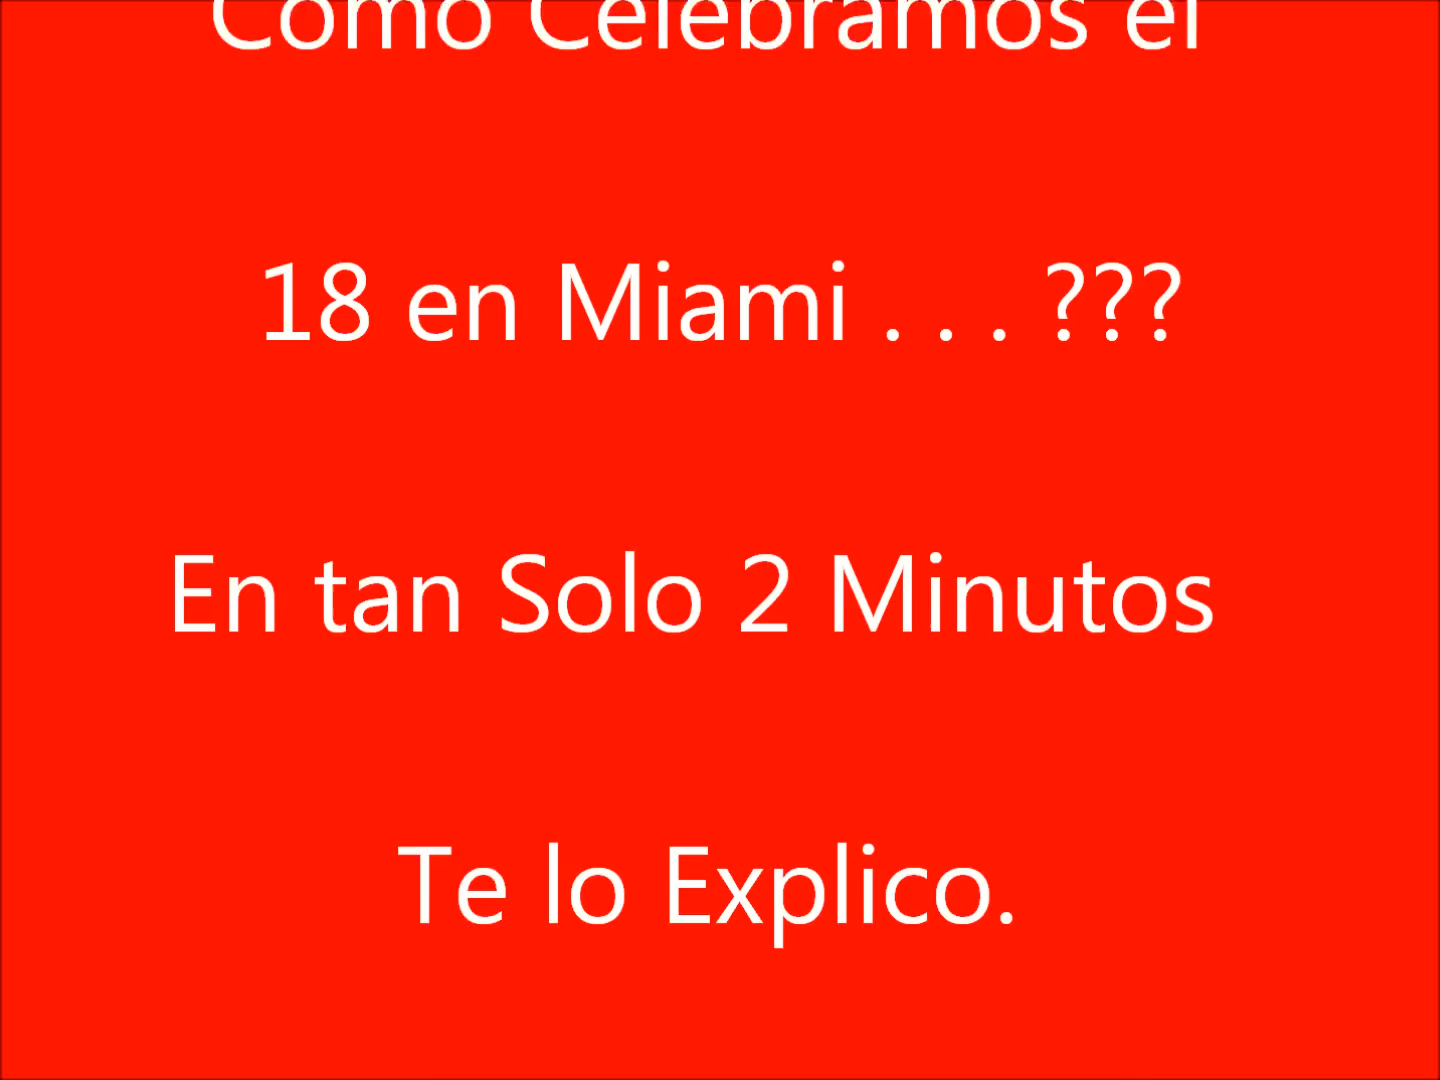 Como Celebramos el
18 en Miami . . . ???
En tan Solo 2 Minutos
Te lo Explico.